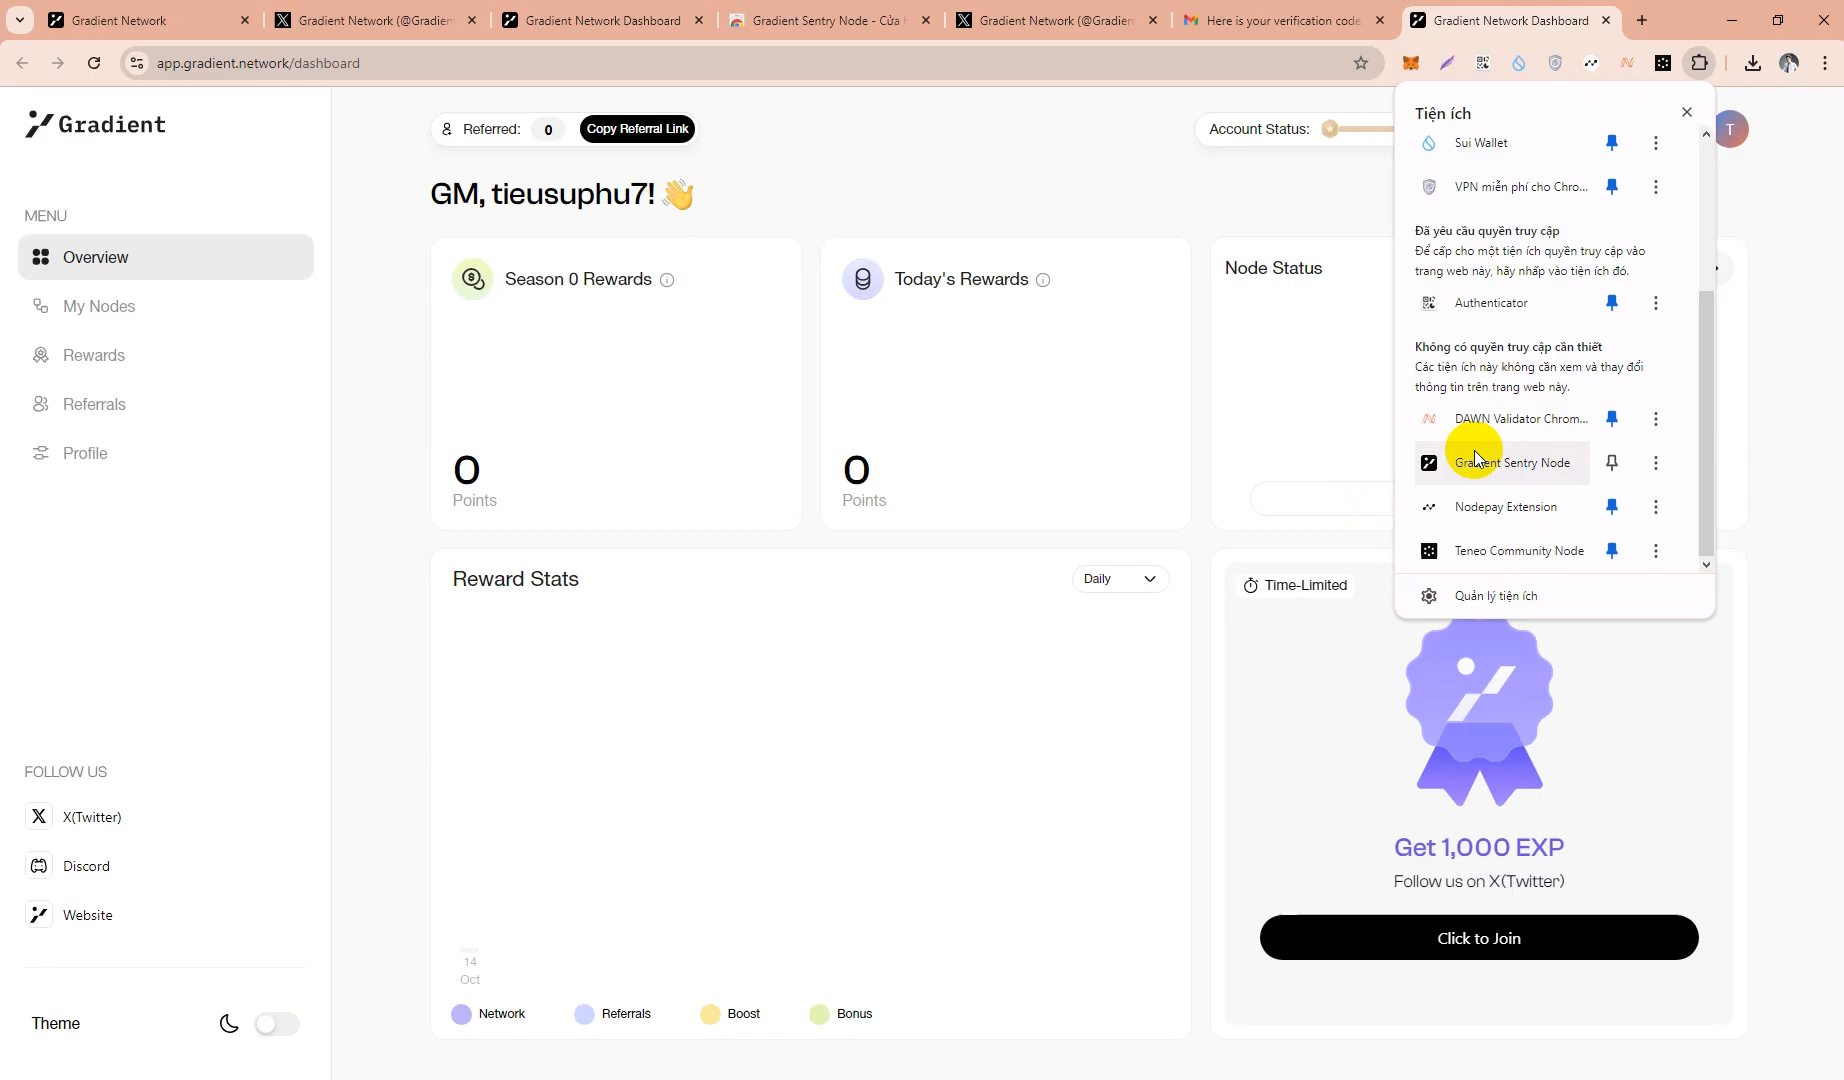 Gradient Network
Gradient Network (@Gradien
Gradient Network Dashboard
Gradient Sentry Node - Cửa
Gradient Network (@Gradien
Here is your verification code
Gradient Network Dashboard
app.gradient.network/dashboard
Gradient
MENU
Overview
My Nodes
Rewards
Referrals
Profile
FOLLOW US
X(Twitter)
Discord
Website
Theme
Referred: 0 Copy Referral Link
Account Status:
T
GM, tieusuphu7!
Season 0 Rewards
0
Points
Today's Rewards
0
Points
Node Status
Reward Stats
Daily
14
Oct
Network
Referrals
Boost
Bonus
Tiện ích
Sui Wallet
VPN miễn phí cho Chro...
Đã yêu cầu quyền truy cập
Để cấp cho một tiện ích quyền truy cập vào
trang web này, hãy nhấp vào tiện ích đó.
Authenticator
Không có quyền truy cập cần thiết
Các tiện ích này không cần xem và thay đổi
thông tin trên trang web này.
DAWN Validator Chrom...
Gradient Sentry Node
Nodepay Extension
Teneo Community Node
Quản lý tiện ích
Time-Limited
Get 1,000 EXP
Follow us on X(Twitter)
Click to Join